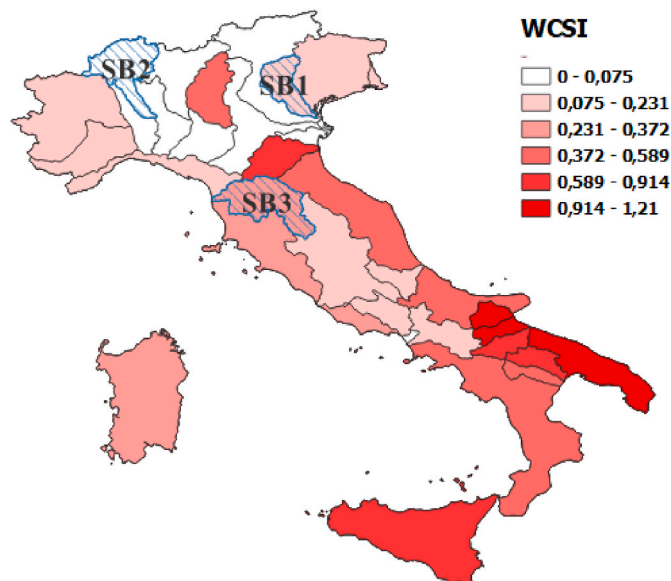 WCSI
0 - 0,075
0,075 - 0,231
0,231 - 0,372
0,372 - 0,589
0,589 - 0,914
0,914 - 1,21
SB2
SB1
SB3